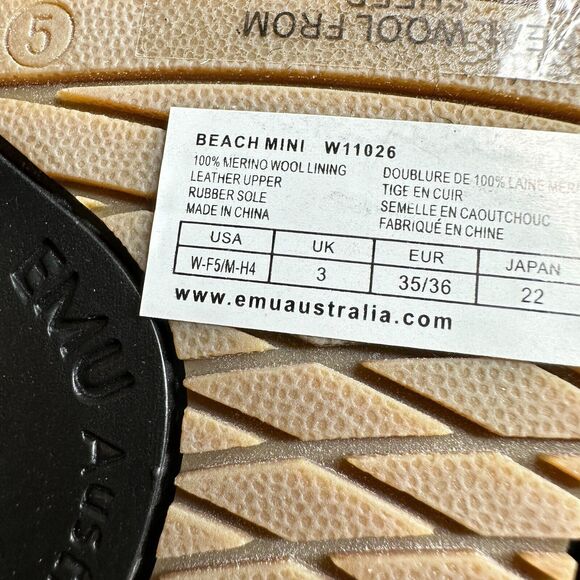 5
WOOL FROM
BEACH MINI W11026
100% MERINO WOOL LINING
LEATHER UPPER
RUBBER SOLE
MADE IN CHINA
DOUBLURE DE 100% LAINE MER
TIGE EN CUIR
SEMELLE EN CAOUTCHOUC
FABRIQUÉ EN CHINE
USA UK EUR JAPAN
W-F5/M-H4 3 35/36 22
www.emuaustralia.com
EMU Aust